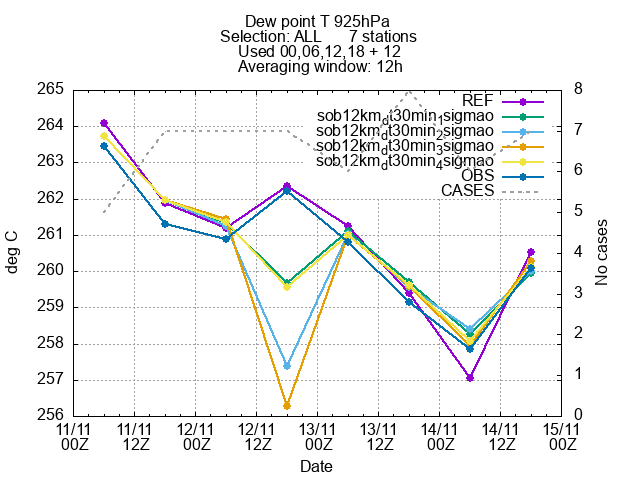 Dew point T 925hPa
Selection: ALL 7 stations
Used 00,06,12,18 + 12
Averaging window: 12h
265
264
263
262
261
260
259
258
257
256
deg C
8
7
6
5
4
3
2
1
0
No cases
REF
sob12km_dt30min_1sigmao
sob12km_dt30min_2sigmao
sob12km_dt30min_3sigmao
sob12km_dt30min_4sigmao
OBS
CASES
11/11 11/11 12/11 12/11 13/11 13/11 14/11 14/11 15/11
00Z 12Z 00Z 12Z 00Z 12Z 00Z 12Z 00Z
Date